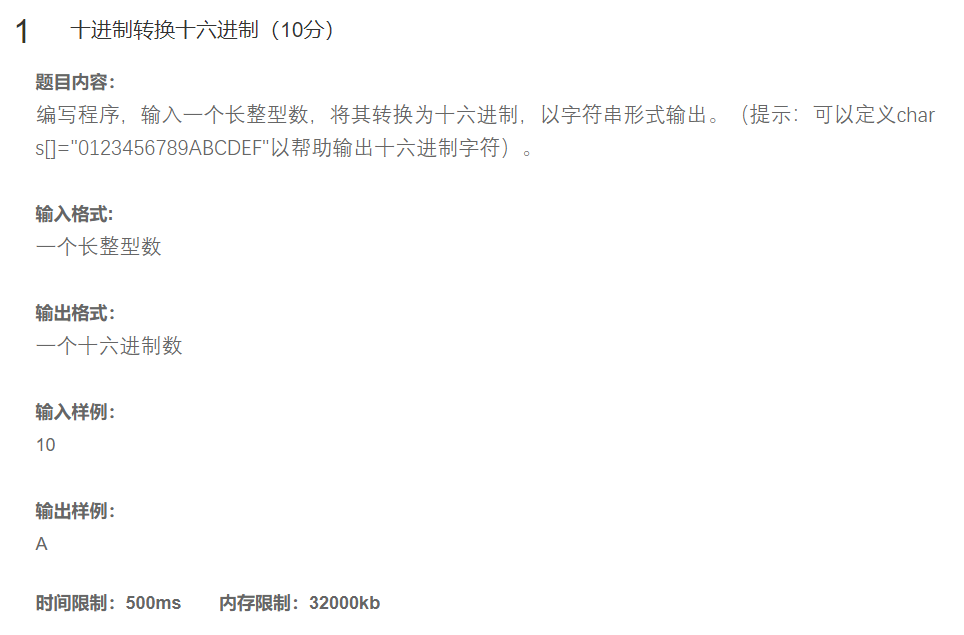 1 十进制转换十六进制（10分）
题目内容：
编写程序，输入一个长整型数，将其转换为十六进制，以字符串形式输出。（提示：可以定义char
s[]="0123456789ABCDEF"以帮助输出十六进制字符）。
输入格式:
一个长整型数
输出格式：
一个十六进制数
输入样例：
10
输出样例：
A
时间限制：500ms 内存限制：32000kb